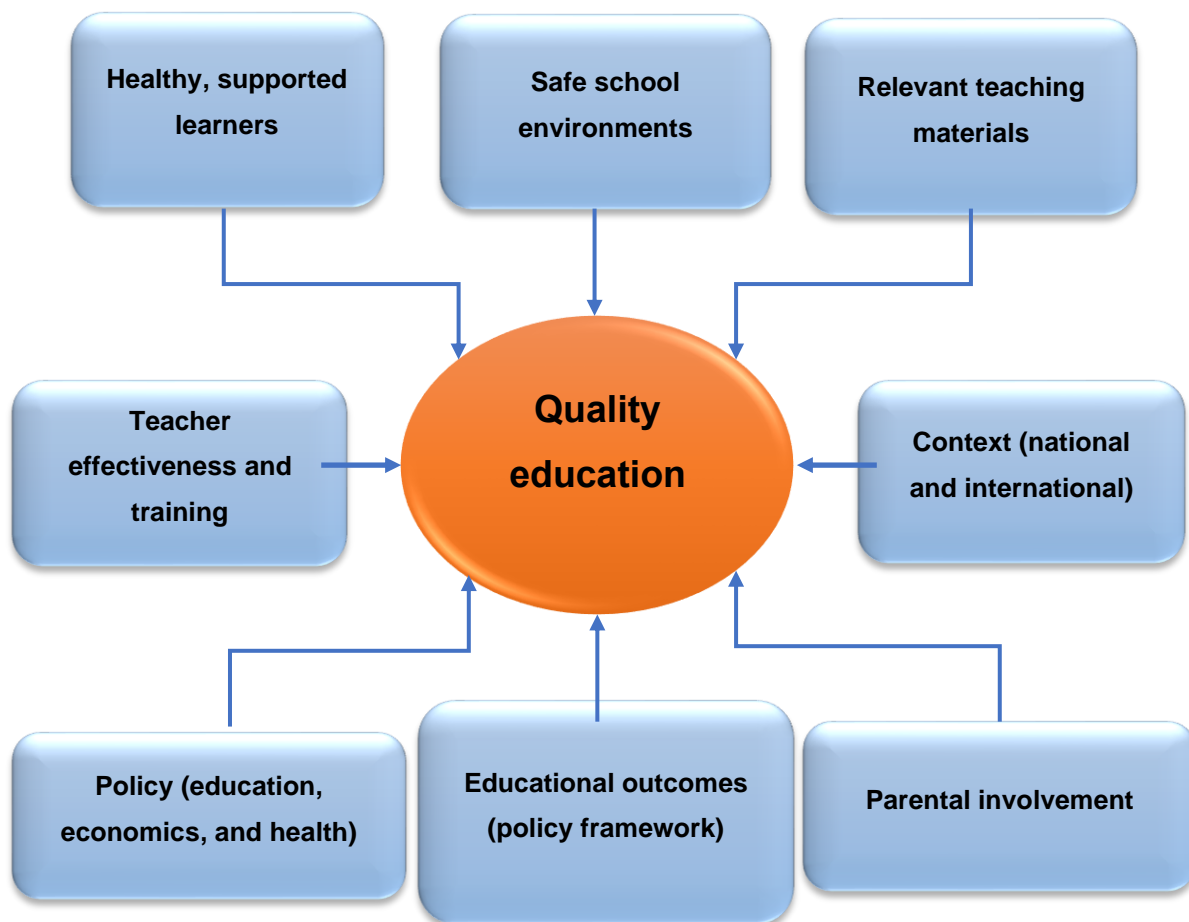 Healthy, supported
learners
Safe school
environments
Relevant teaching
materials
Teacher
effectiveness and
training
Quality
education
Context (national
and international)
Policy (education,
economics, and health)
Educational outcomes
(policy framework)
Parental involvement